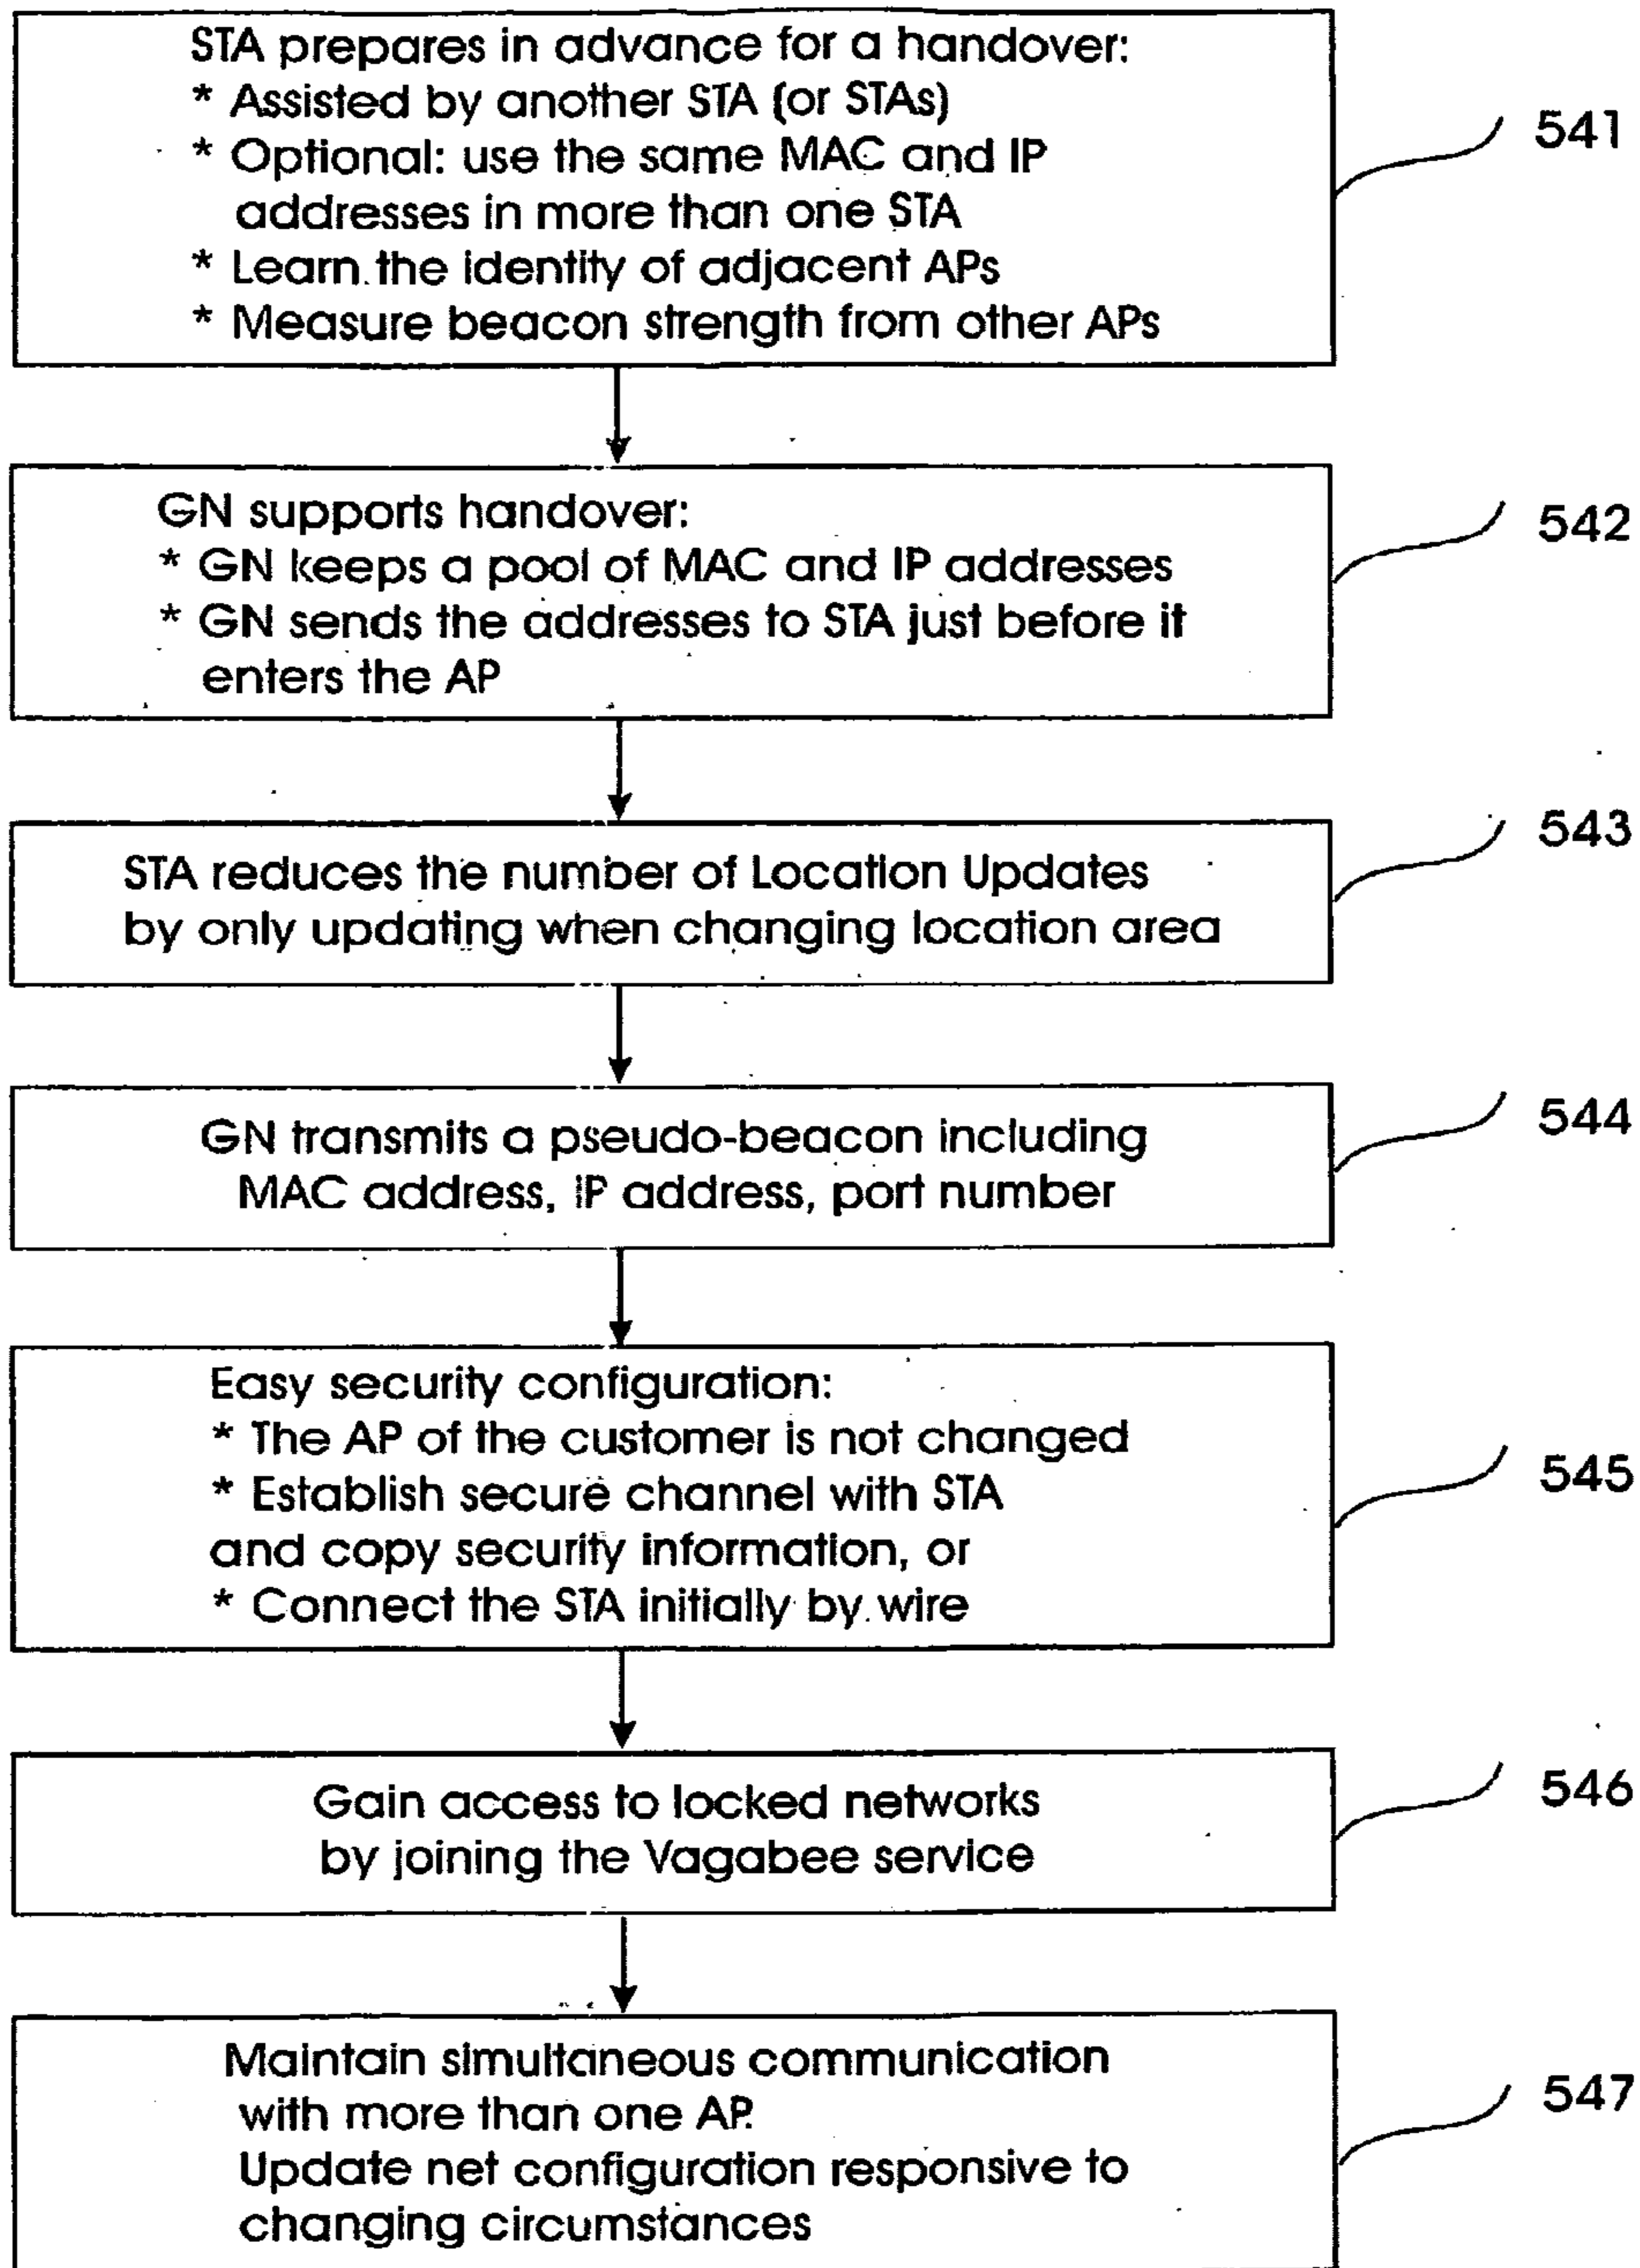 STA prepares in advance for a handover:
* Assisted by another STA (or STAs)
* Optional: use the same MAC and IP
addresses in more than one STA
* Learn the identity of adjacent APs
* Measure beacon strength from other APs
541
GN supports handover:
* GN keeps a pool of MAC and IP addresses
* GN sends the addresses to STA just before it
enters the AP
542
STA reduces the number of Location Updates
by only updating when changing location area
543
GN transmits a pseudo-beacon including
MAC address, IP address, port number
544
Easy security configuration:
* The AP of the customer is not changed
* Establish secure channel with STA
and copy security information, or
* Connect the STA initially by wire
545
Gain access to locked networks
by joining the Vagabee service
546
Maintain simultaneous communication
with more than one AP.
Update net configuration responsive to
changing circumstances
547